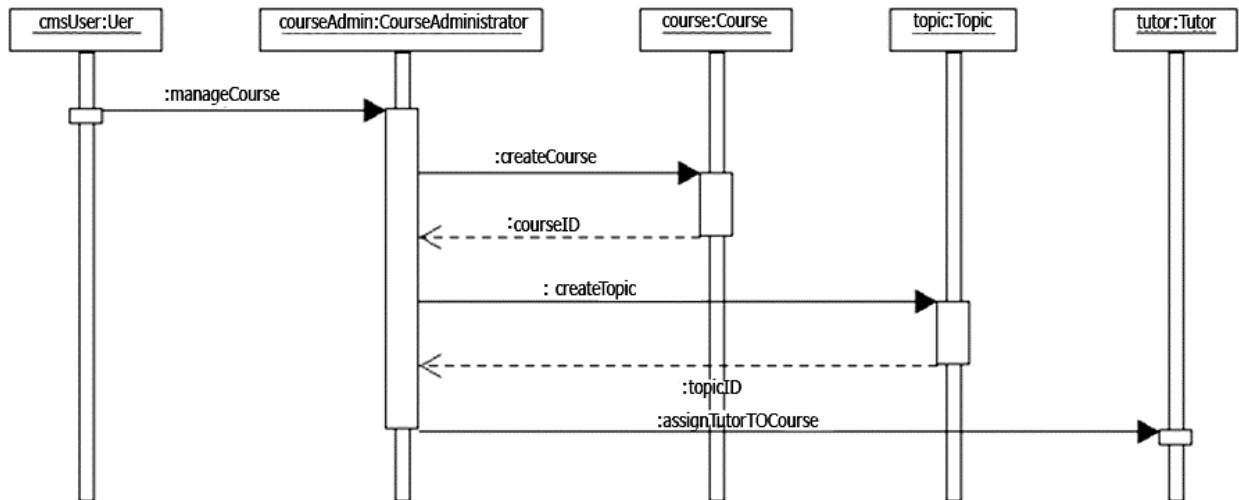 cmsUser:Uer
courseAdmin:CourseAdministrator
course:Course
topic:Topic
tutor:Tutor
:manageCourse
:createCourse
:courseID
: createTopic
:topicID
:assignTutorTOCourse